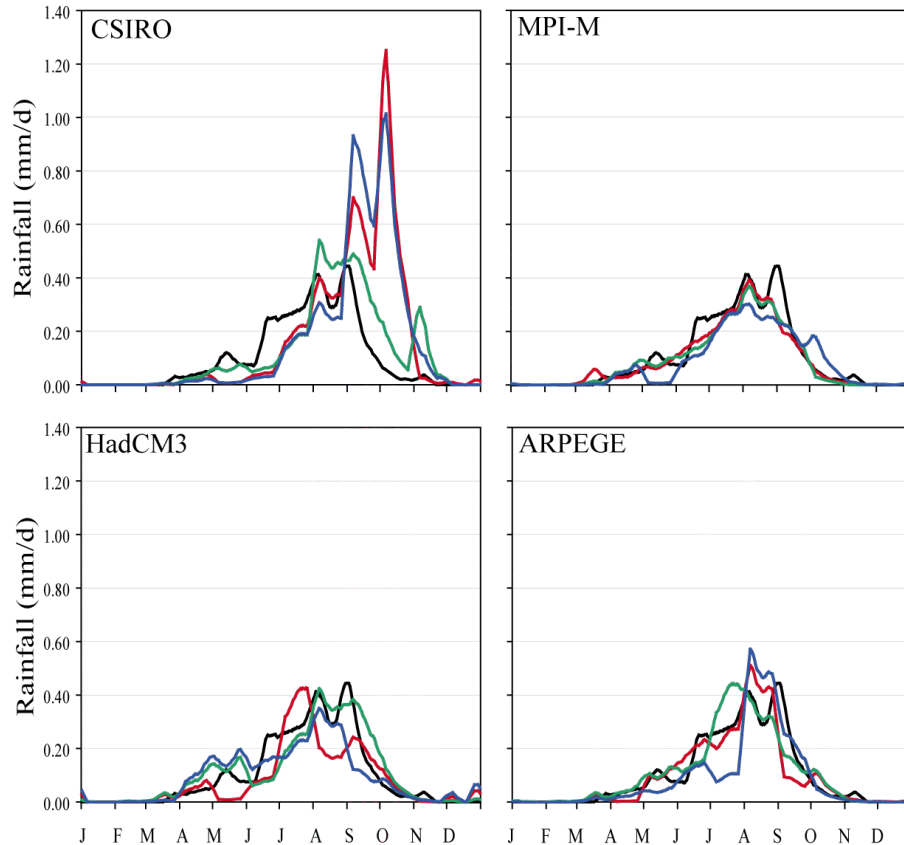 CSIRO
MPI-M
Rainfall (mm/d)
1.40
1.20
1.00
0.80
0.60
0.40
0.20
0.00
HadCM3
ARPEGE
Rainfall (mm/d)
1.40
1.20
1.00
0.80
0.60
0.40
0.20
0.00
J F M A M J J A S O N D
J F M A M J J A S O N D